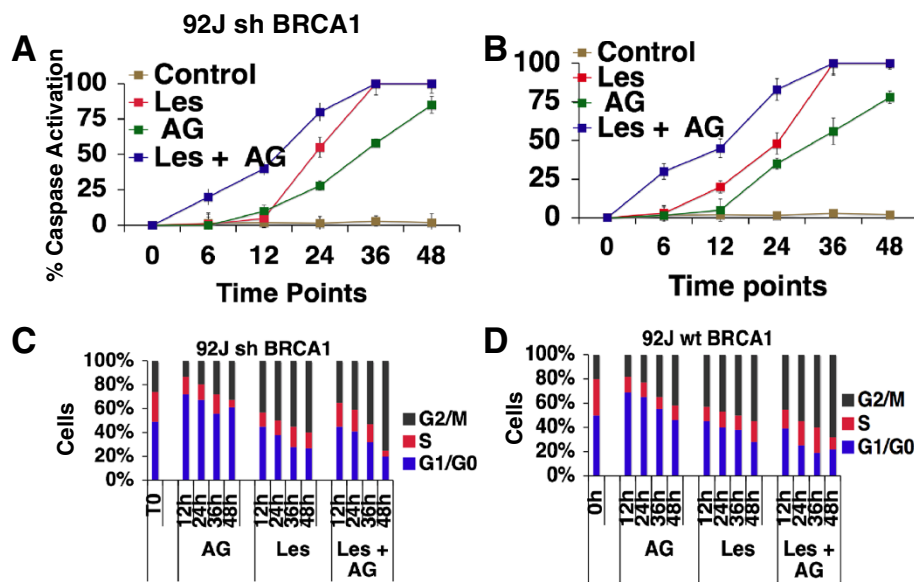 92J sh BRCA1
A
% Caspase Activation
100
75
50
25
0
Control
Les
AG
Les + AG
0 6 12 24 36 48
Time Points
B
100
75
50
25
0
Control
Les
AG
Les + AG
0 6 12 24 36 48
Time points
C
92J sh BRCA1
Cells
100%
80%
60%
40%
20%
0%
G2/M
S
G1/G0
T0 12h 24h 36h 48h 12h 24h 36h 48h 12h 24h 36h 48h
AG Les Les +
AG
D
92J wt BRCA1
Cells
100%
80%
60%
40%
20%
0%
G2/M
S
G1/G0
0h 12h 24h 36h 48h 12h 24h 36h 48h 12h 24h 36h 48h
AG Les Les +
AG